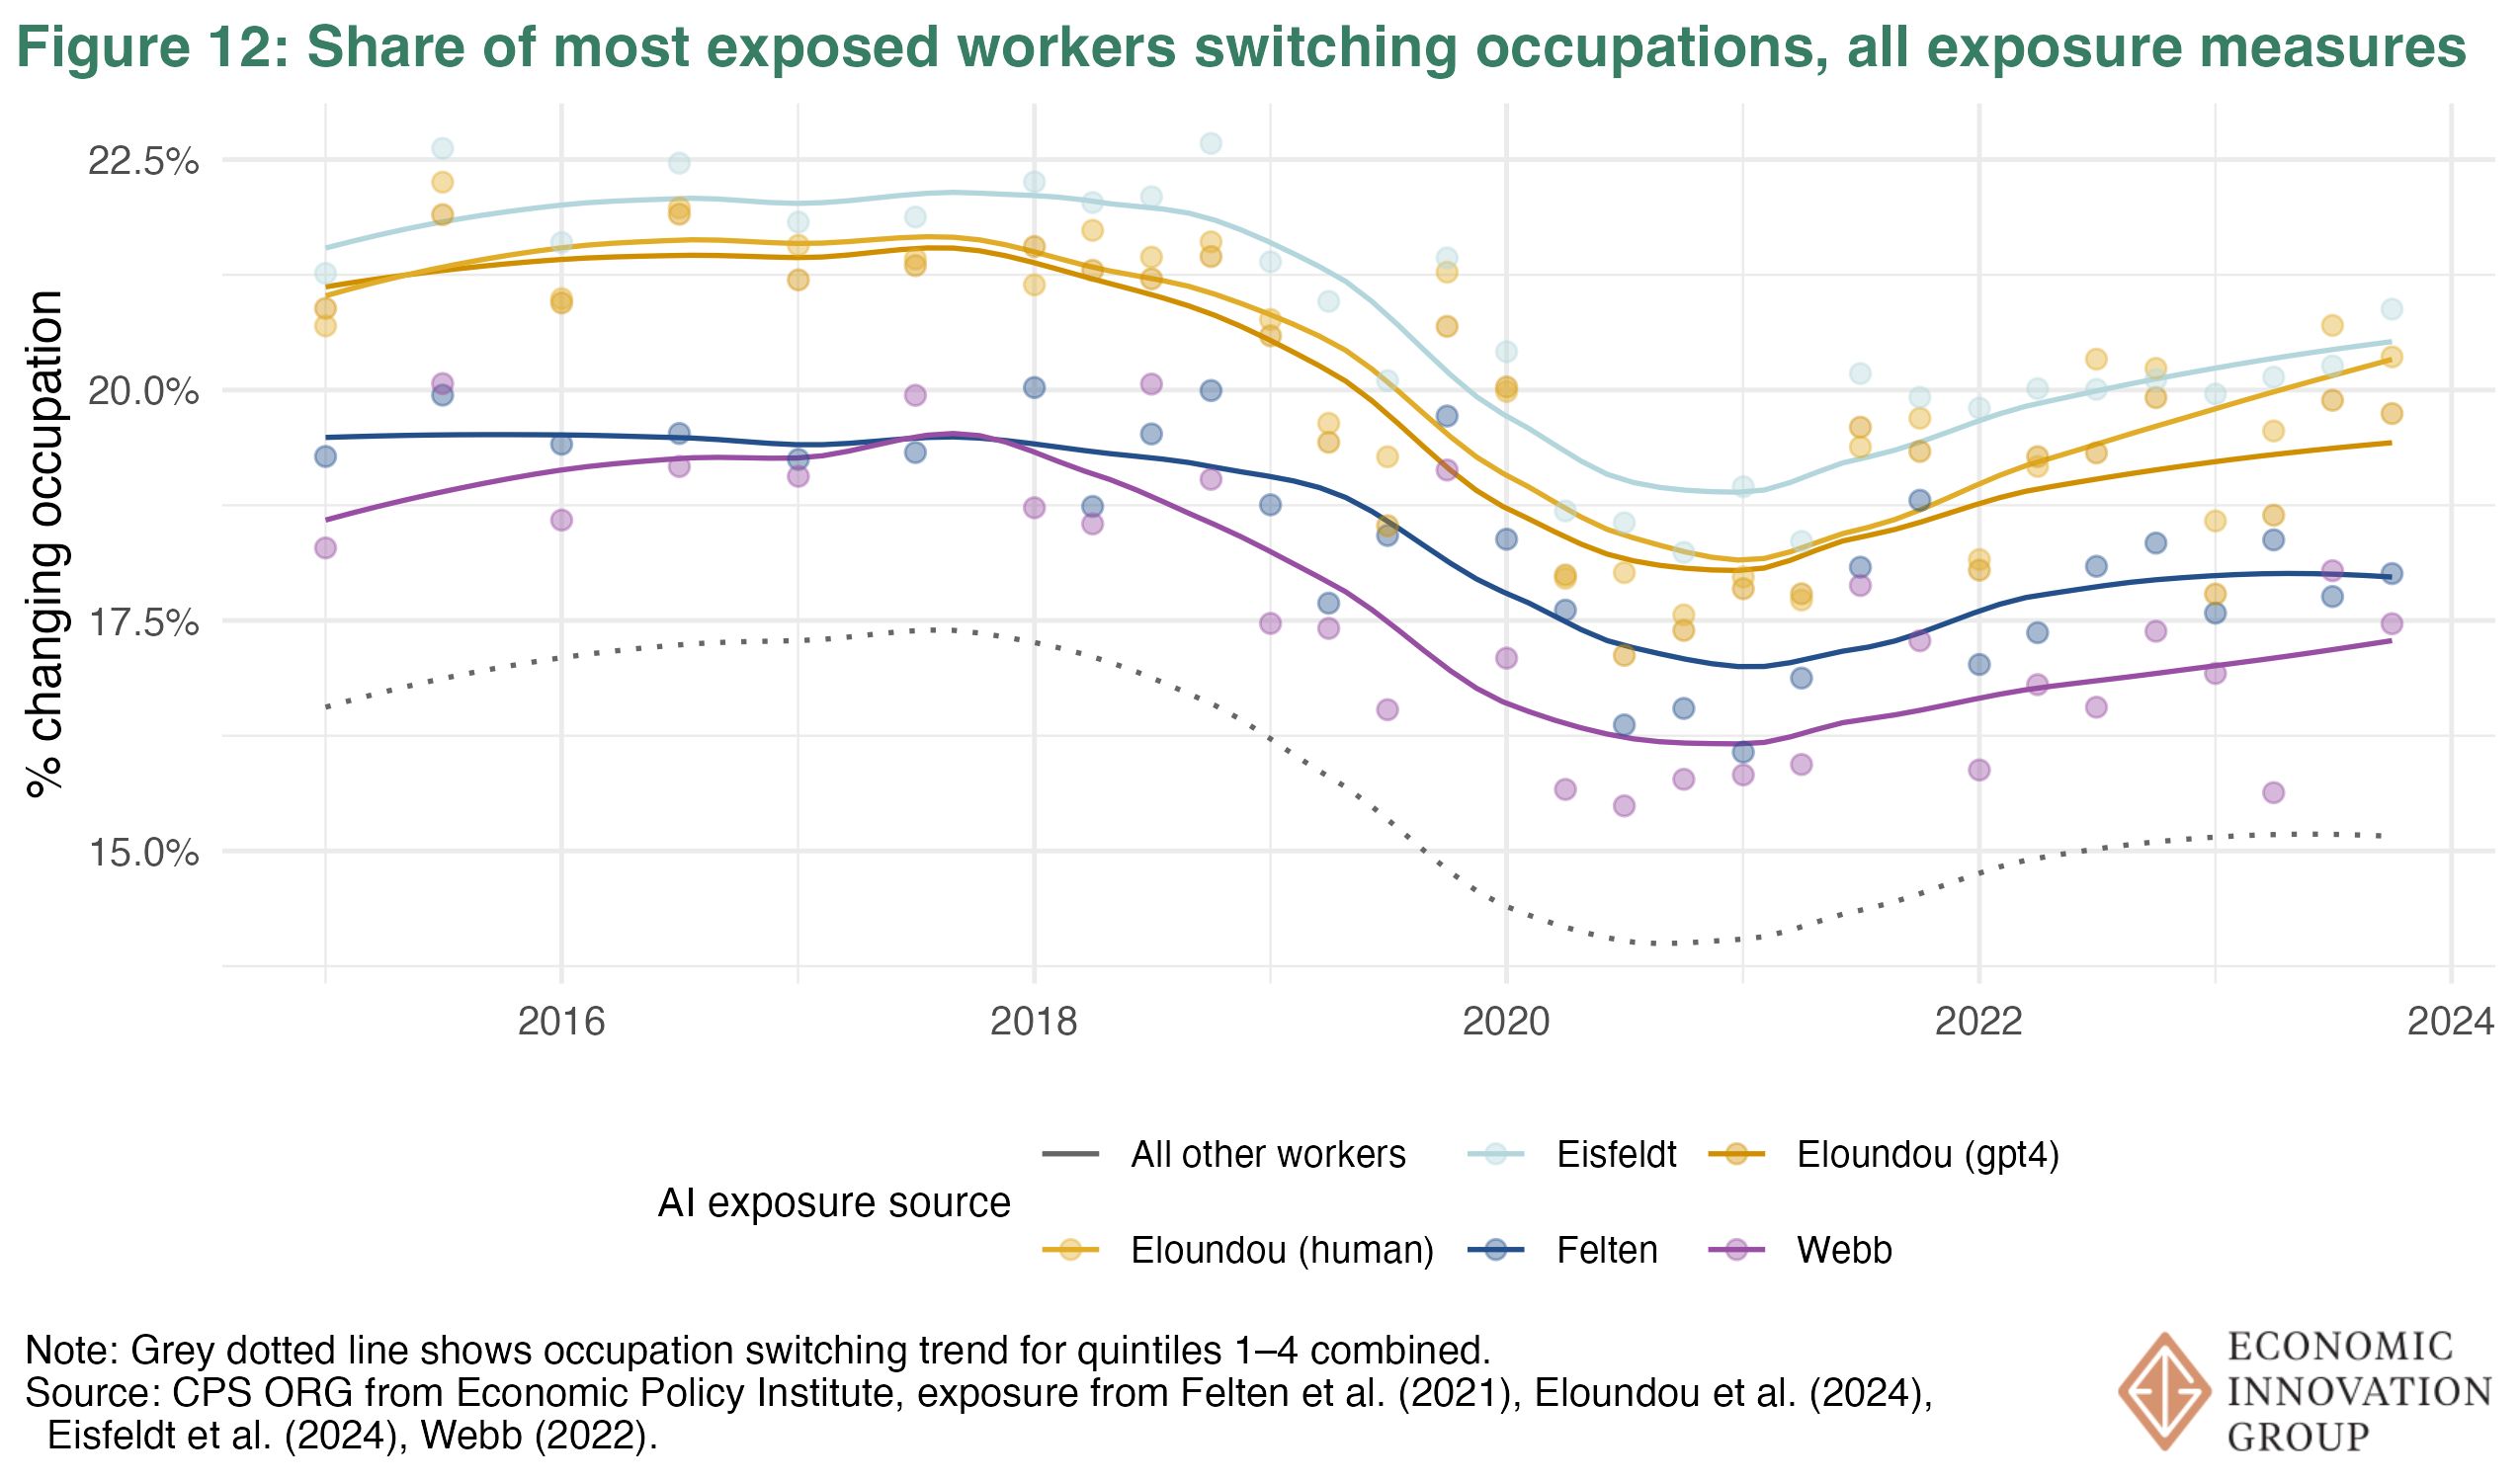 Figure 12: Share of most exposed workers switching occupations, all exposure measures
% changing occupation
22.5%
20.0%
17.5%
15.0%
2016 2018 2020 2022 2024
AI exposure source
All other workers Eisfeldt Eloundou (gpt4)
Eloundou (human) Felten Webb
Note: Grey dotted line shows occupation switching trend for quintiles 1–4 combined.
Source: CPS ORG from Economic Policy Institute, exposure from Felten et al. (2021), Eloundou et al. (2024),
Eisfeldt et al. (2024), Webb (2022).
ECONOMIC
INNOVATION
GROUP